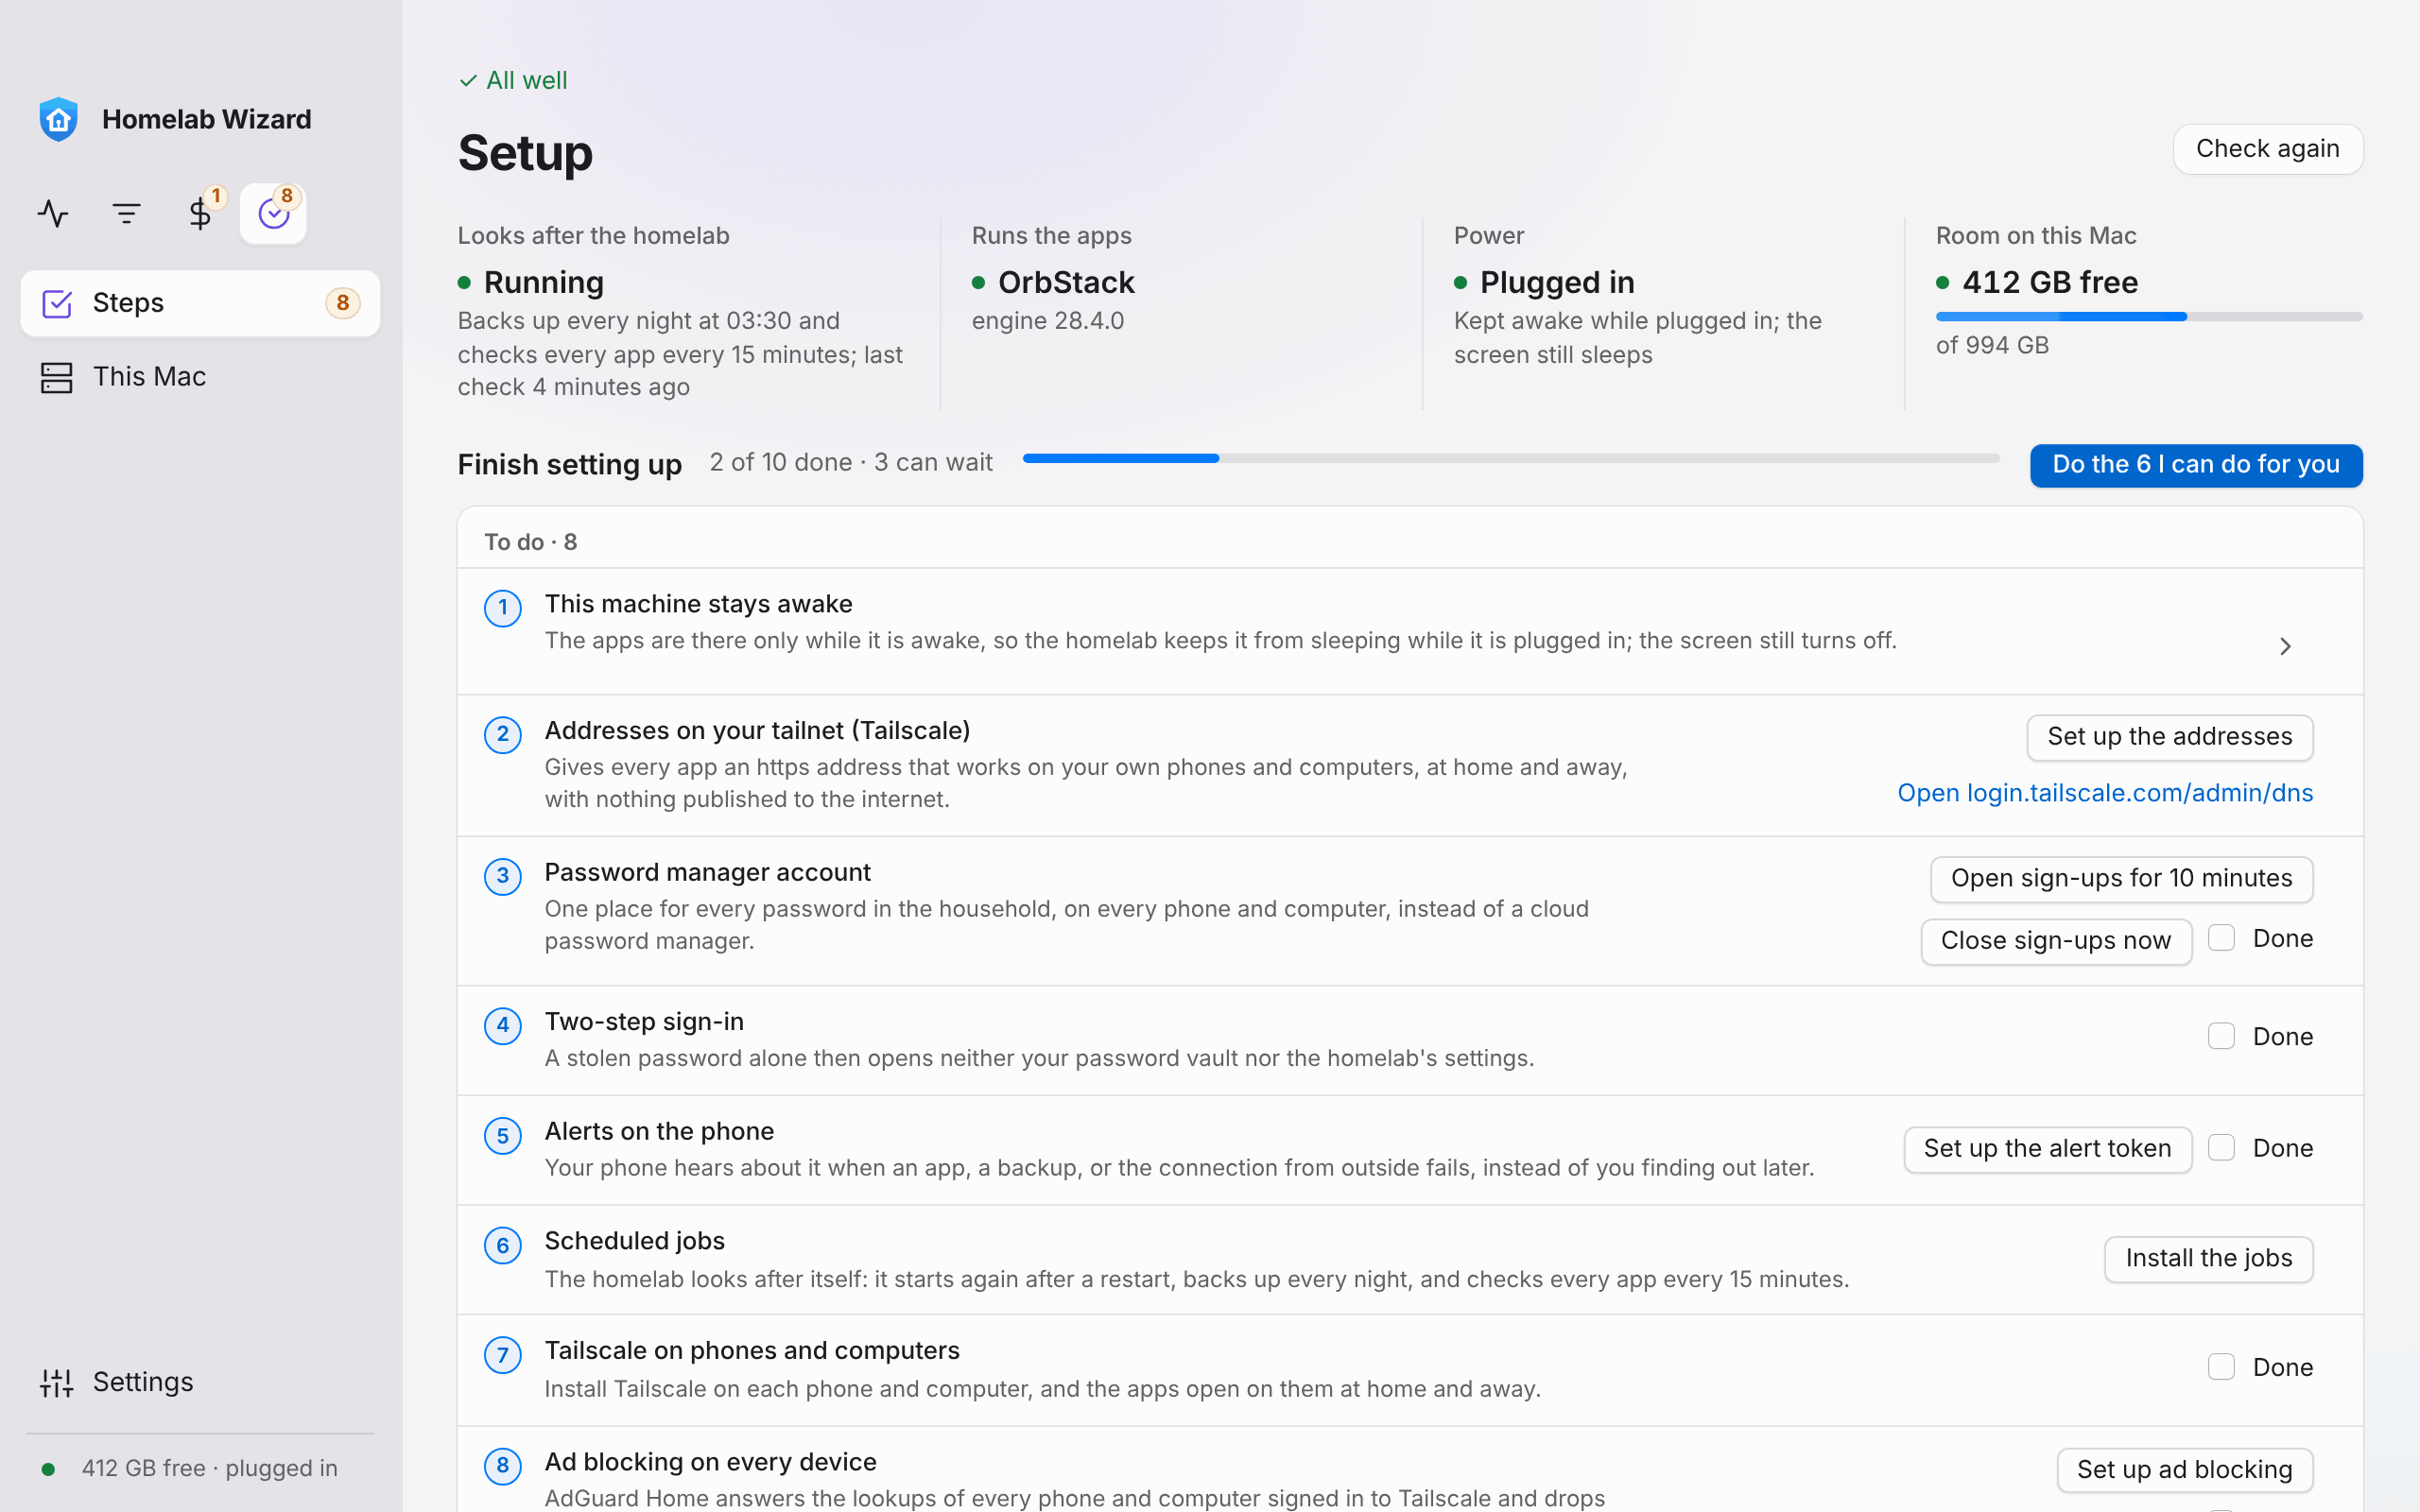 Homelab Wizard
1
8
Steps
8
This Mac
Settings
412 GB free · plugged in
All well
Setup
Check again
Looks after the homelab
Running
Backs up every night at 03:30 and
checks every app every 15 minutes; last
check 4 minutes ago
Runs the apps
OrbStack
engine 28.4.0
Power
Plugged in
Kept awake while plugged in; the
screen still sleeps
Room on this Mac
412 GB free
of 994 GB
Finish setting up
2 of 10 done · 3 can wait
Do the 6 I can do for you
To do · 8
1
This machine stays awake
The apps are there only while it is awake, so the homelab keeps it from sleeping while it is plugged in; the screen still turns off.
2
Addresses on your tailnet (Tailscale)
Gives every app an https address that works on your own phones and computers, at home and away,
with nothing published to the internet.
Set up the addresses
Open login.tailscale.com/admin/dns
3
Password manager account
One place for every password in the household, on every phone and computer, instead of a cloud
password manager.
Open sign-ups for 10 minutes
Close sign-ups now
Done
4
Two-step sign-in
A stolen password alone then opens neither your password vault nor the homelab's settings.
Done
5
Alerts on the phone
Your phone hears about it when an app, a backup, or the connection from outside fails, instead of you finding out later.
Set up the alert token
Done
6
Scheduled jobs
The homelab looks after itself: it starts again after a restart, backs up every night, and checks every app every 15 minutes.
Install the jobs
7
Tailscale on phones and computers
Install Tailscale on each phone and computer, and the apps open on them at home and away.
Done
8
Ad blocking on every device
AdGuard Home answers the lookups of every phone and computer signed in to Tailscale and drops
Set up ad blocking